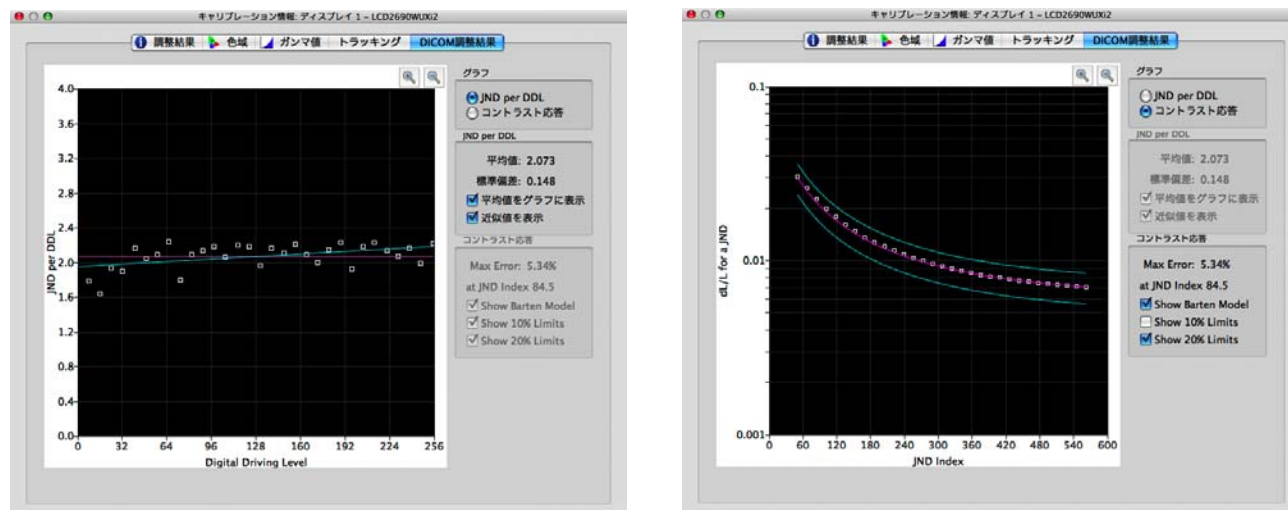 キャリブレーション情報: ディスプレイ 1 – LCD2690WUXi2
調整結果 色域 ガンマ値 トラッキング DICOM調整結果
グラフ
JND per DDL
コントラスト応答
JND per DDL
平均値: 2.073
標準偏差: 0.148
平均値をグラフに表示
近似値を表示
コントラスト応答
Max Error: 5.34%
at JND Index 84.5
Show Barten Model
Show 10% Limits
Show 20% Limits
JND per DDL
4.0
3.6
3.2
2.8
2.4
2.0
1.6
1.2
0.8
0.4
0.0
0 32 64 96 128 160 192 224 256
Digital Driving Level
キャリブレーション情報: ディスプレイ 1 – LCD2690WUXi2
調整結果 色域 ガンマ値 トラッキング DICOM調整結果
グラフ
JND per DDL
コントラスト応答
JND per DDL
平均値: 2.073
標準偏差: 0.148
平均値をグラフに表示
近似値を表示
コントラスト応答
Max Error: 5.34%
at JND Index 84.5
Show Barten Model
Show 10% Limits
Show 20% Limits
dL/L for a JND
0.1
0.01
0.001
0 60 120 180 240 300 360 420 480 540 600
JND Index